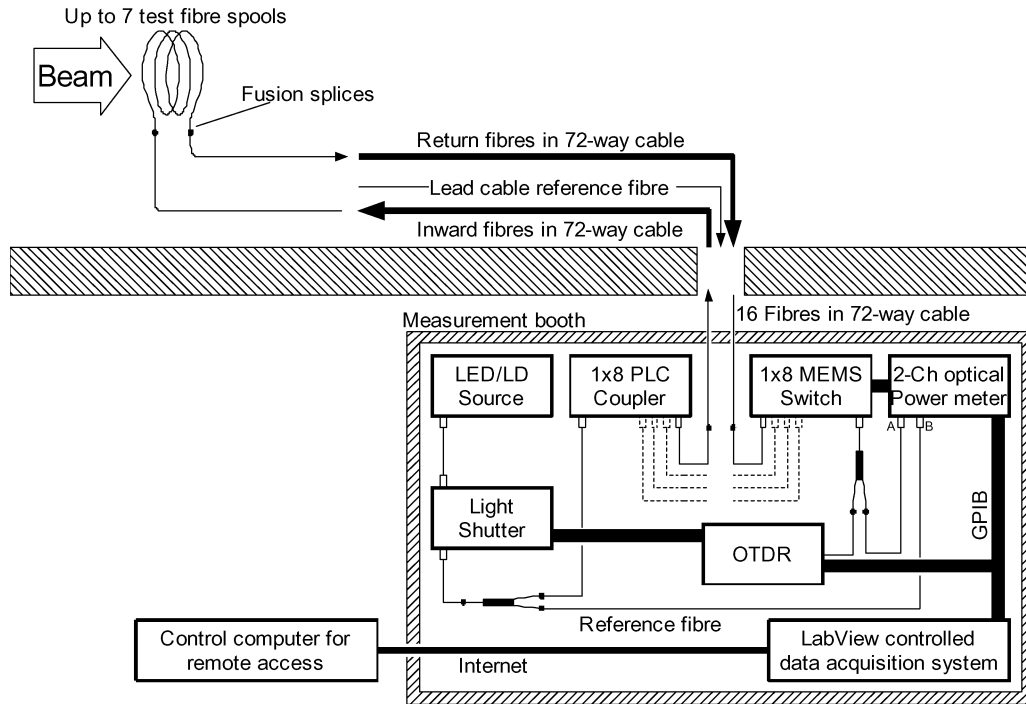 Up to 7 test fibre spools
Beam
Fusion splices
Return fibres in 72-way cable
Lead cable reference fibre
Inward fibres in 72-way cable
16 Fibres in 72-way cable
Measurement booth
LED/LD
Source
1x8 PLC
Coupler
1x8 MEMS
Switch
2-Ch optical
Power meter
A
B
Light
Shutter
OTDR
GPIB
Reference fibre
Control computer for
remote access
Internet
LabView controlled
data acquisition system